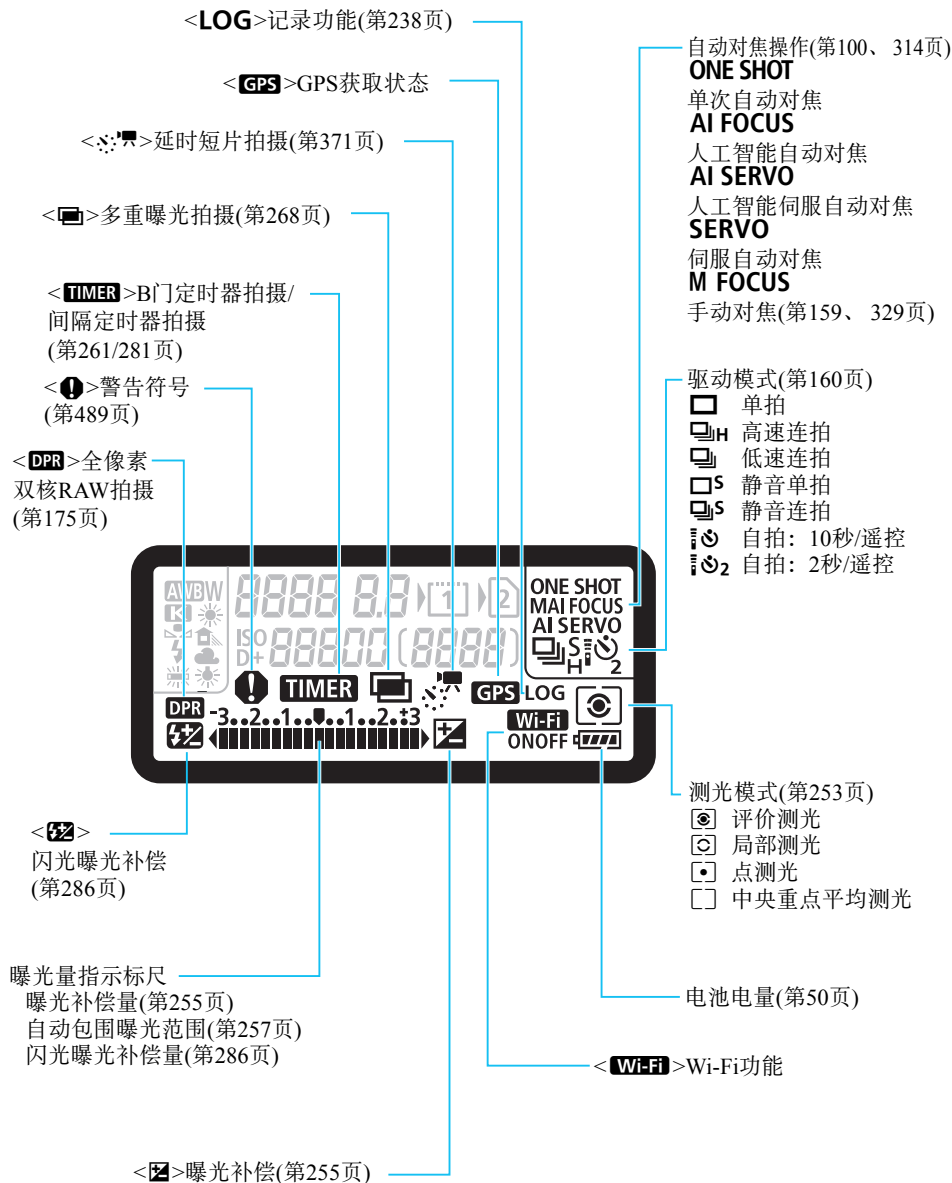 <LOG>记录功能(第238页)
<GPS>GPS获取状态
< >延时短片拍摄(第371页)
< >多重曝光拍摄(第268页)
<TIMER>B门定时器拍摄/
间隔定时器拍摄
(第261/281页)
< >警告符号
(第489页)
<DPR>全像素
双核RAW拍摄
(第175页)
自动对焦操作(第100、314页)
ONE SHOT
单次自动对焦
AI FOCUS
人工智能自动对焦
AI SERVO
人工智能伺服自动对焦
SERVO
伺服自动对焦
M FOCUS
手动对焦(第159、329页)
驱动模式(第160页)
单拍
H 高速连拍
低速连拍
S 静音单拍
S 静音连拍
自拍：10秒/遥控
2 自拍：2秒/遥控
AWBW
K
8888 8.8 1 2
ISO
D+ 88800 (8888)
ONE SHOT
MAI FOCUS
AI SERVO
S
H 2
TIMER
GPS LOG
DPR
-3..2..1.. ..1..2..+3
Wi-Fi
ONOFF
< >
闪光曝光补偿
(第286页)
曝光量指示标尺
曝光补偿量(第255页)
自动包围曝光范围(第257页)
闪光曝光补偿量(第286页)
< >曝光补偿(第255页)
测光模式(第253页)
评价测光
局部测光
点测光
中央重点平均测光
电池电量(第50页)
<Wi-Fi>Wi-Fi功能